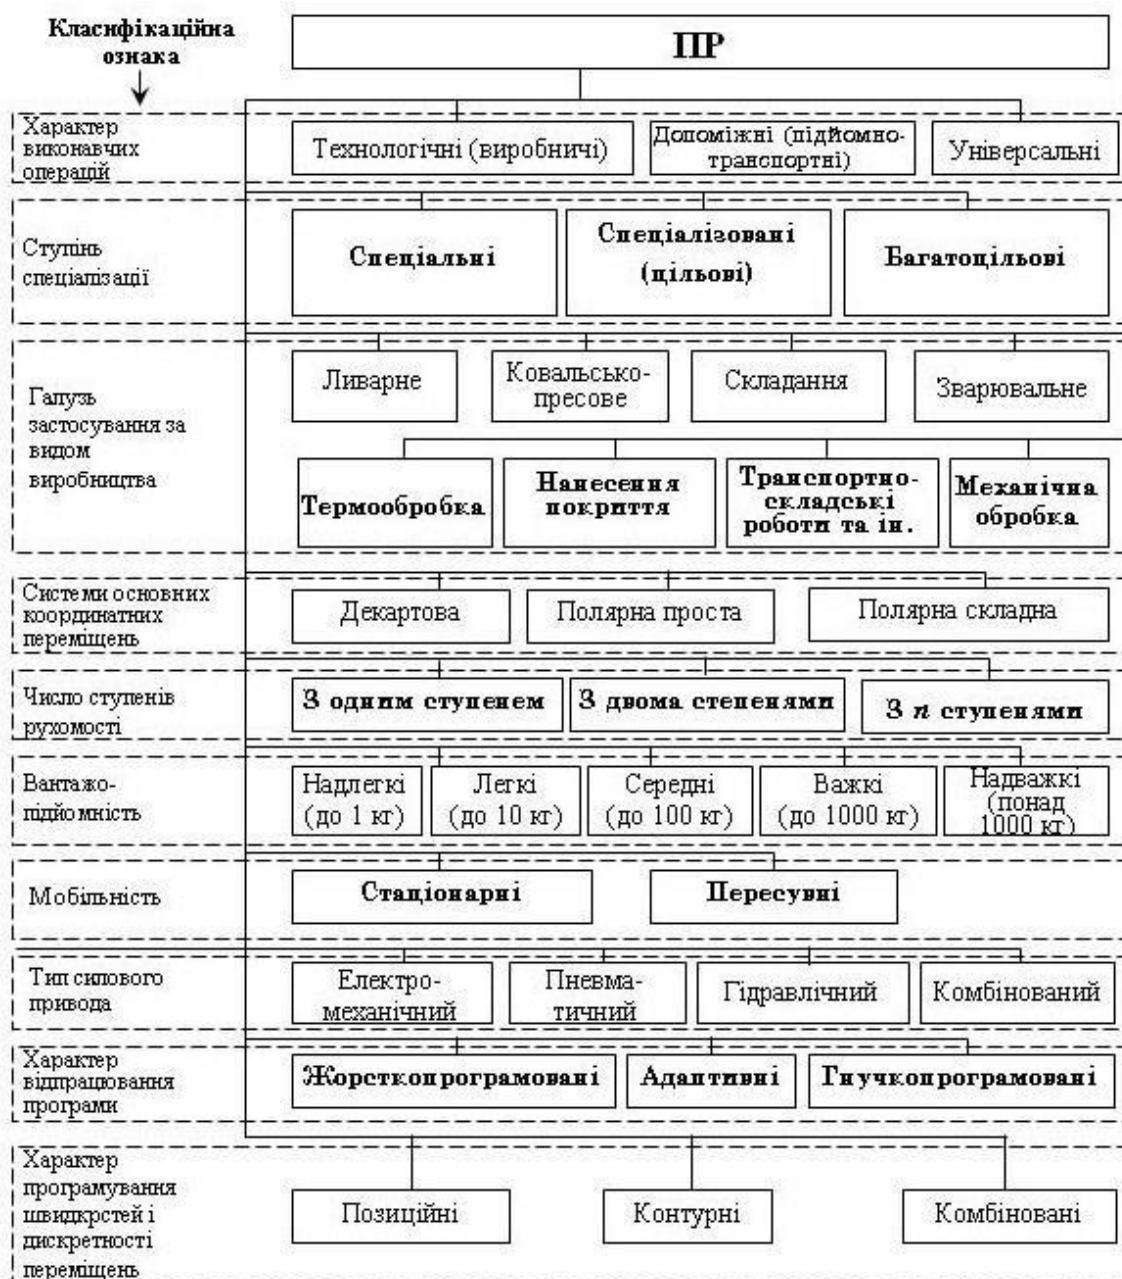 Класифікаційна
ознака
ПР
Характер
виконавчих
операцій
Технологічні (виробничі)
Допоміжні (підйомно-
транспортні)
Універсальні
Ступінь
спеціалізації
Спеціальні
Спеціалізовані
(цільові)
Багатоцільові
Галузь
застосування за
видом
виробництва
Ливарне
Ковальсько-
пресове
Складання
Зварювальне
Термообробка
Нанесення
покриття
Транспортно-
складські
роботи та ін.
Механічна
обробка
Системи основних
координатних
переміщень
Декартова
Полярна проста
Полярна складна
Число ступенів
рухомості
З одним ступенем
З двома степенями
З n ступенями
Вантажо-
підйомність
Надлегкі
(до 1 кг)
Легкі
(до 10 кг)
Середні
(до 100 кг)
Важкі
(до 1000 кг)
Надважкі
(понад
1000 кг)
Мобільність
Стаціонарні
Пересувні
Тип силового
привода
Електро-
механічний
Пневма-
тичний
Гідравлічний
Комбінований
Характер
відпрацювання
програми
Жорсткопрограмовані
Адаптивні
Гнучкопрограмовані
Характер
програмування
швидкрстей і
дискретності
переміщень
Позиційні
Контурні
Комбіновані